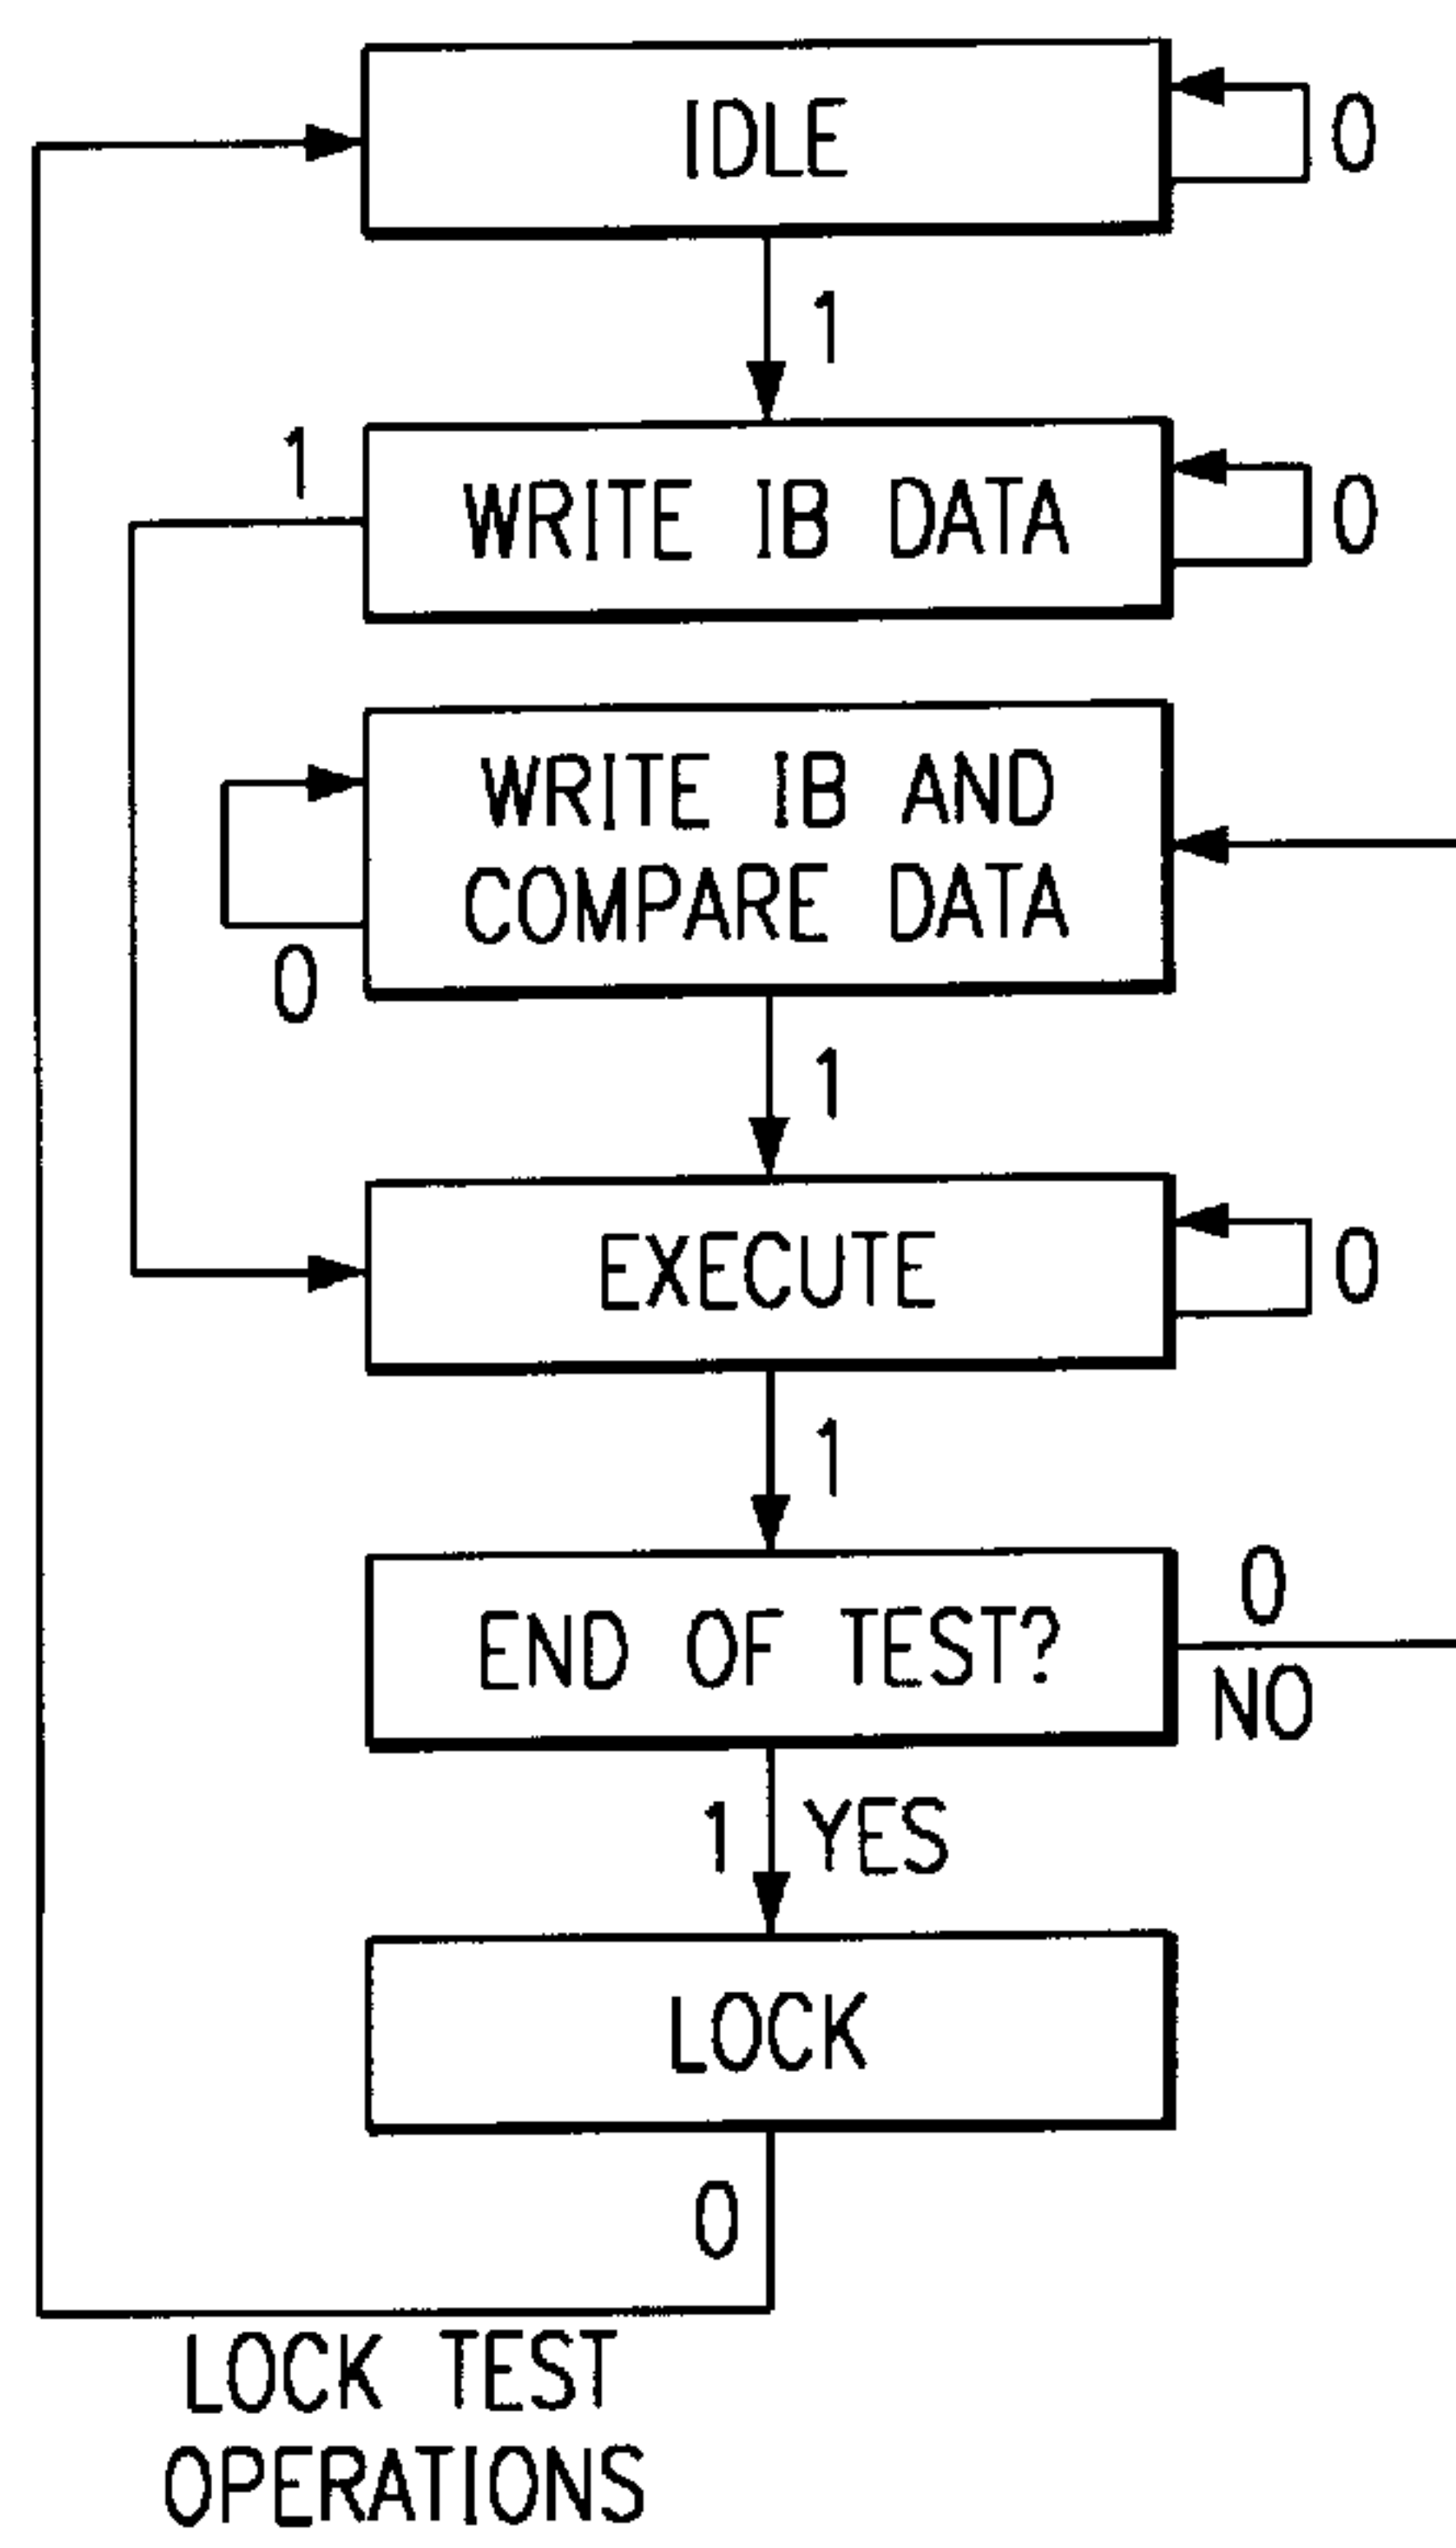 IDLE
0
1
1
WRITE IB DATA
0
WRITE IB AND
COMPARE DATA
0
1
EXECUTE
0
1
END OF TEST?
0
NO
1 YES
LOCK
0
LOCK TEST
OPERATIONS